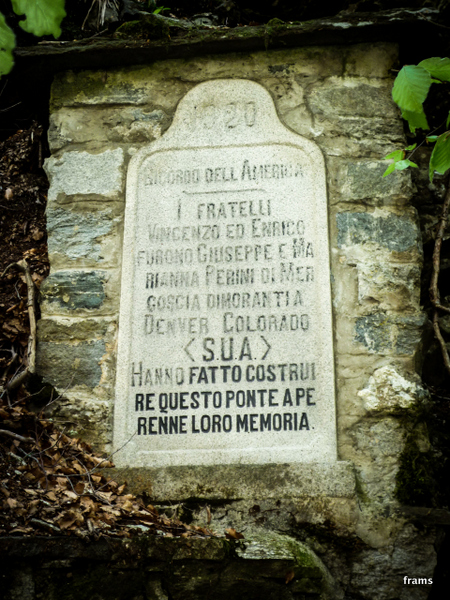 1920
RICORDO DELL'AMERICA
I FRATELLI
VINCENZO ED ENRICO
FURONO GIUSEPPE E MA
RIANNA PERINI DI MER
GOSCIA DIMORANTI A
DENVER COLORADO
<S.U.A.>
HANNO FATTO COSTRUI
RE QUESTO PONTE A PE
RENNE LORO MEMORIA.
frams